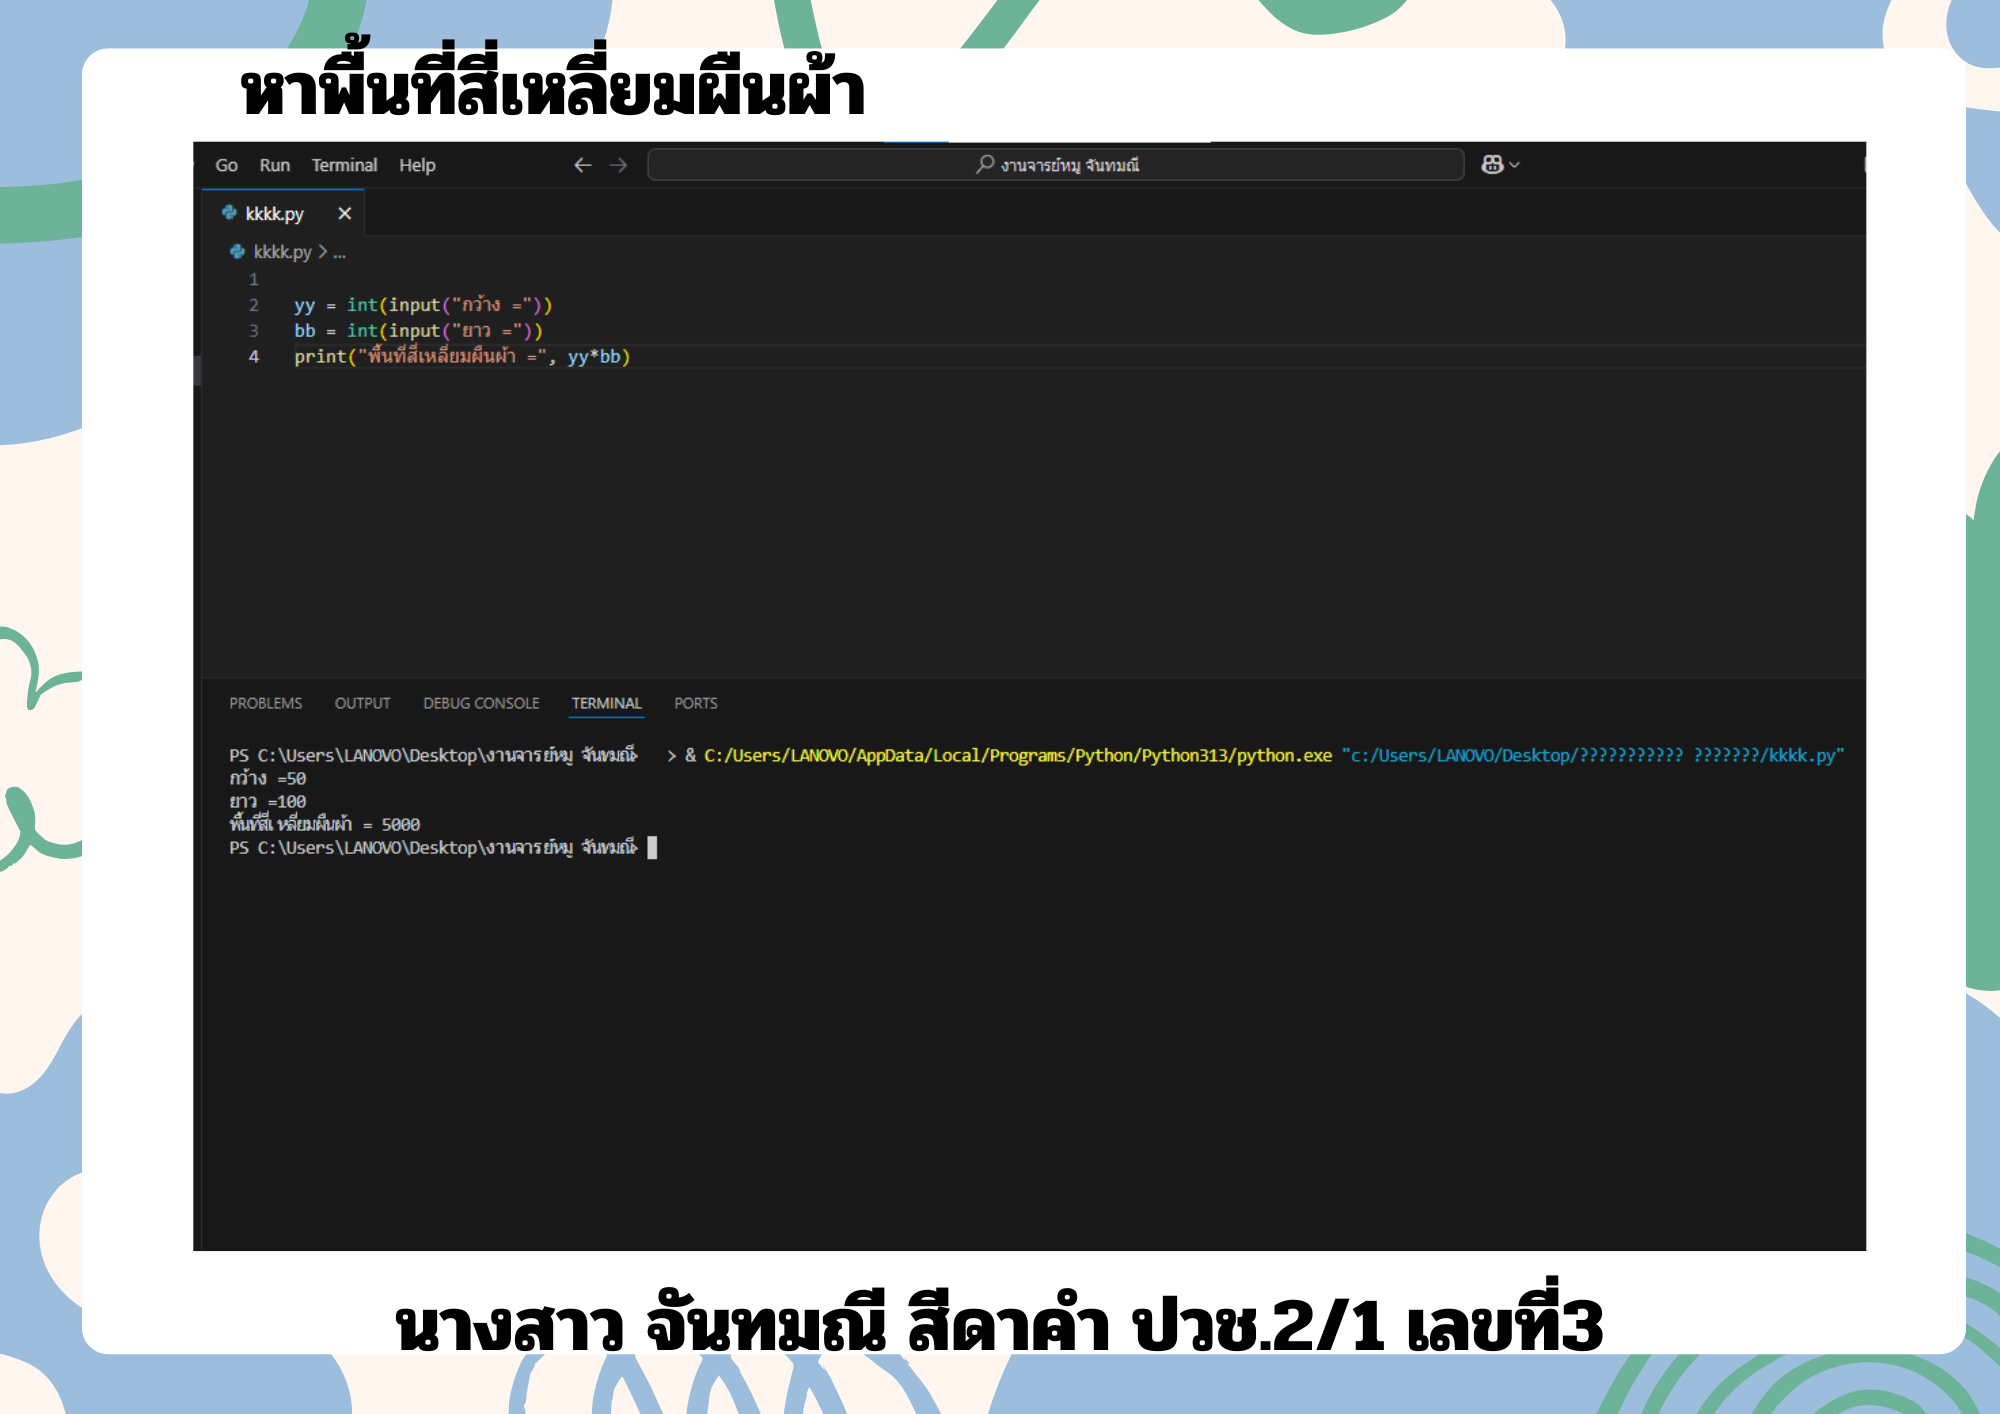 หาพื้นที่สี่เหลี่ยมผืนผ้า
Go Run Terminal Help งานจารย์หมู จันทมณี
kkkk.py
kkkk.py > ...
1
2 yy = int(input("กว้าง ="))
3 bb = int(input("ยาว ="))
4 print("พื้นที่สี่เหลี่ยมผืนผ้า =", yy*bb)
PROBLEMS OUTPUT DEBUG CONSOLE TERMINAL PORTS
PS C:\Users\LANOVO\Desktop\งานจารย์หมู จันทมณี> > & C:/Users/LANOVO/AppData/Local/Programs/Python/Python313/python.exe "c:/Users/LANOVO/Desktop/??????????? ???????/kkkk.py"
กว้าง =50
ยาว =100
พื้นที่สี่เหลี่ยมผืนผ้า = 5000
PS C:\Users\LANOVO\Desktop\งานจารย์หมู จันทมณี>
นางสาว จันทมณี สีดาคำ ปวช.2/1 เลขที่3